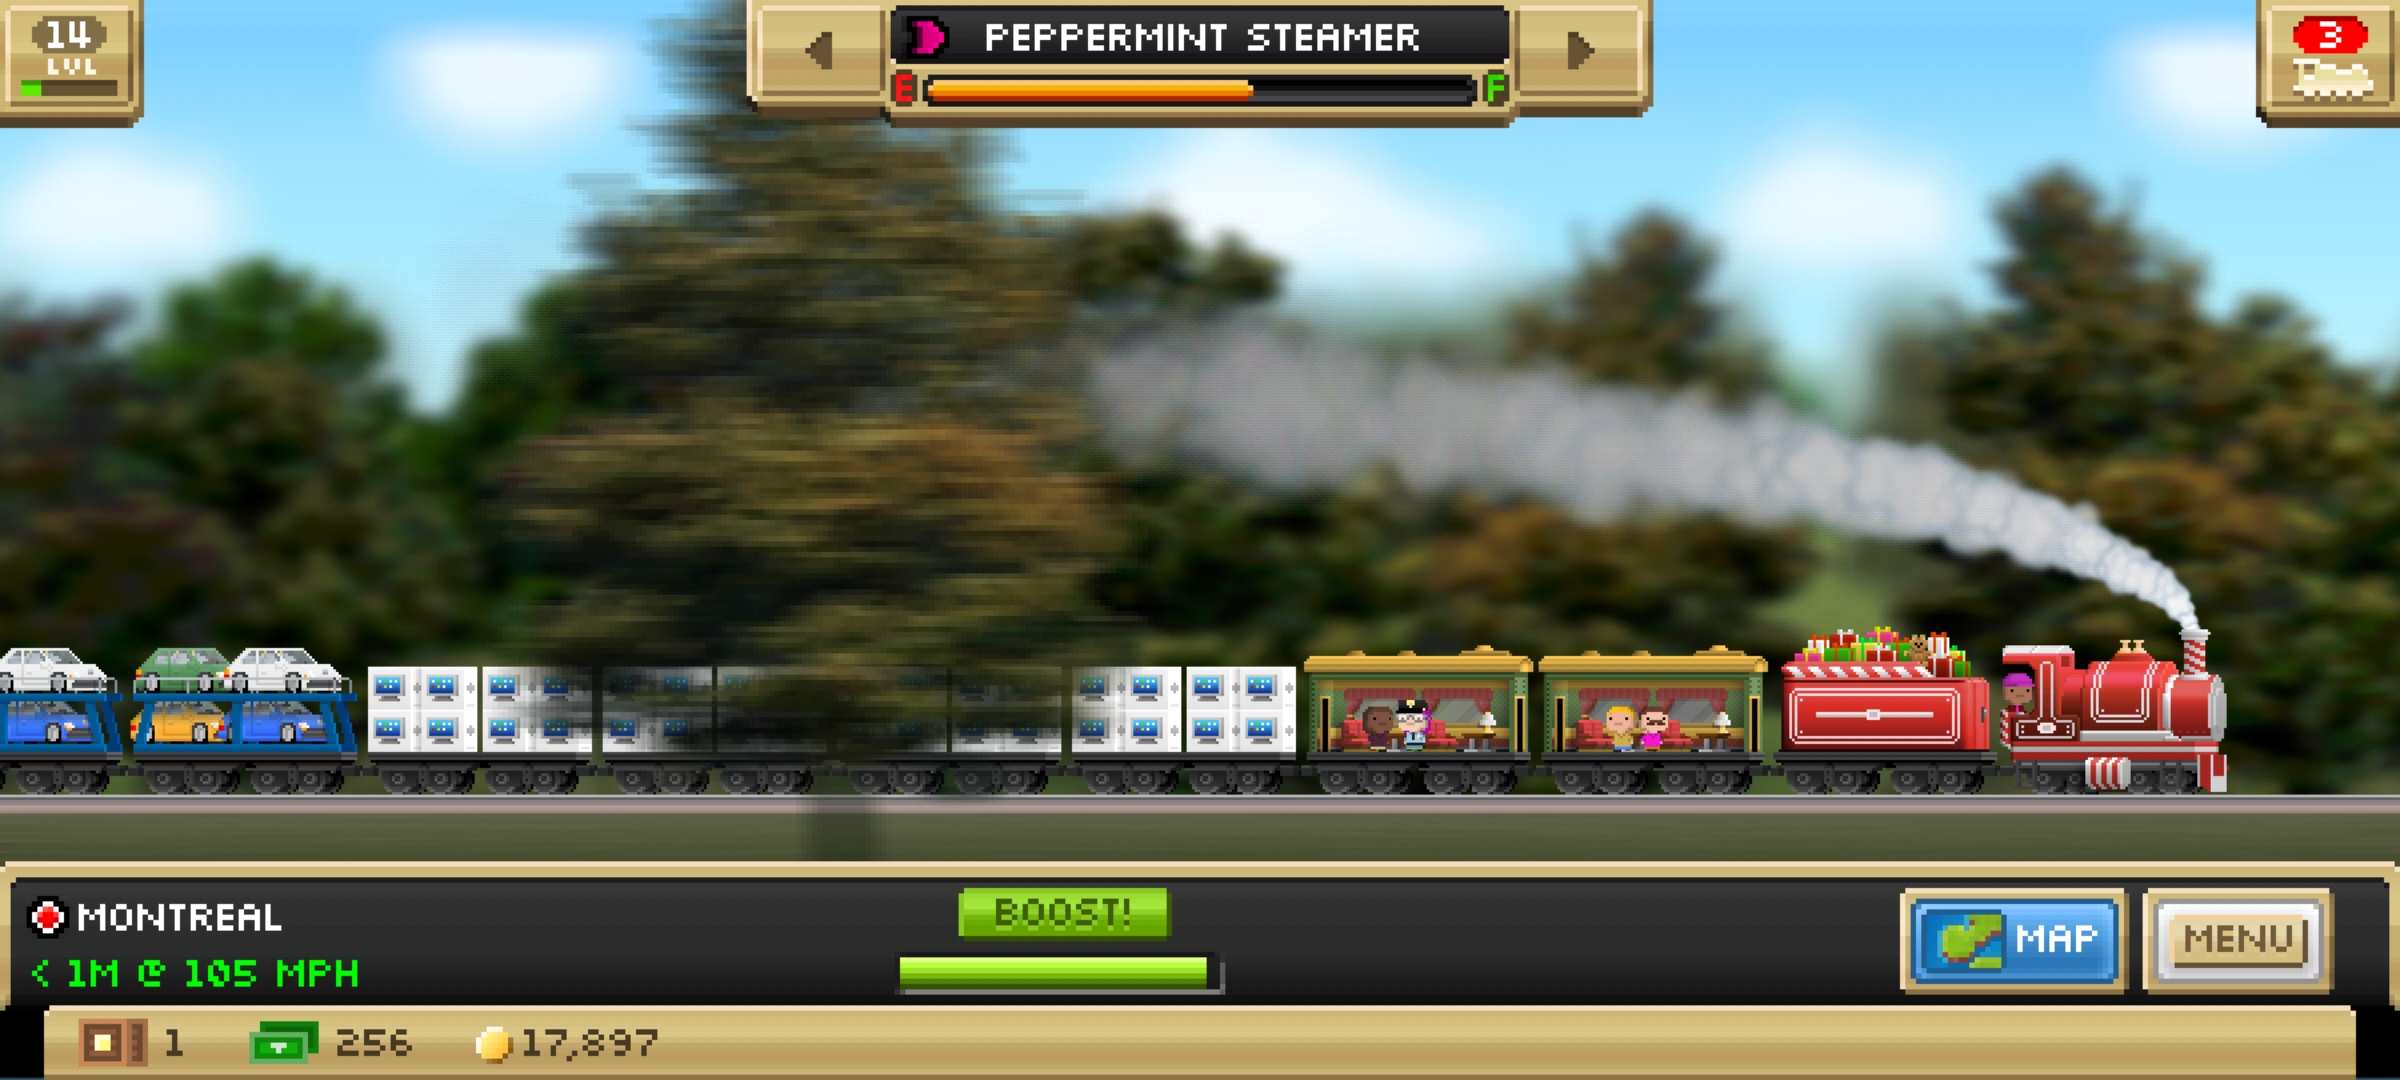 14
LVL
PEPPERMINT STEAMER
E F
3
MONTREAL
< 1M @ 105 MPH
BOOST!
MAP
MENU
1
256
17,897